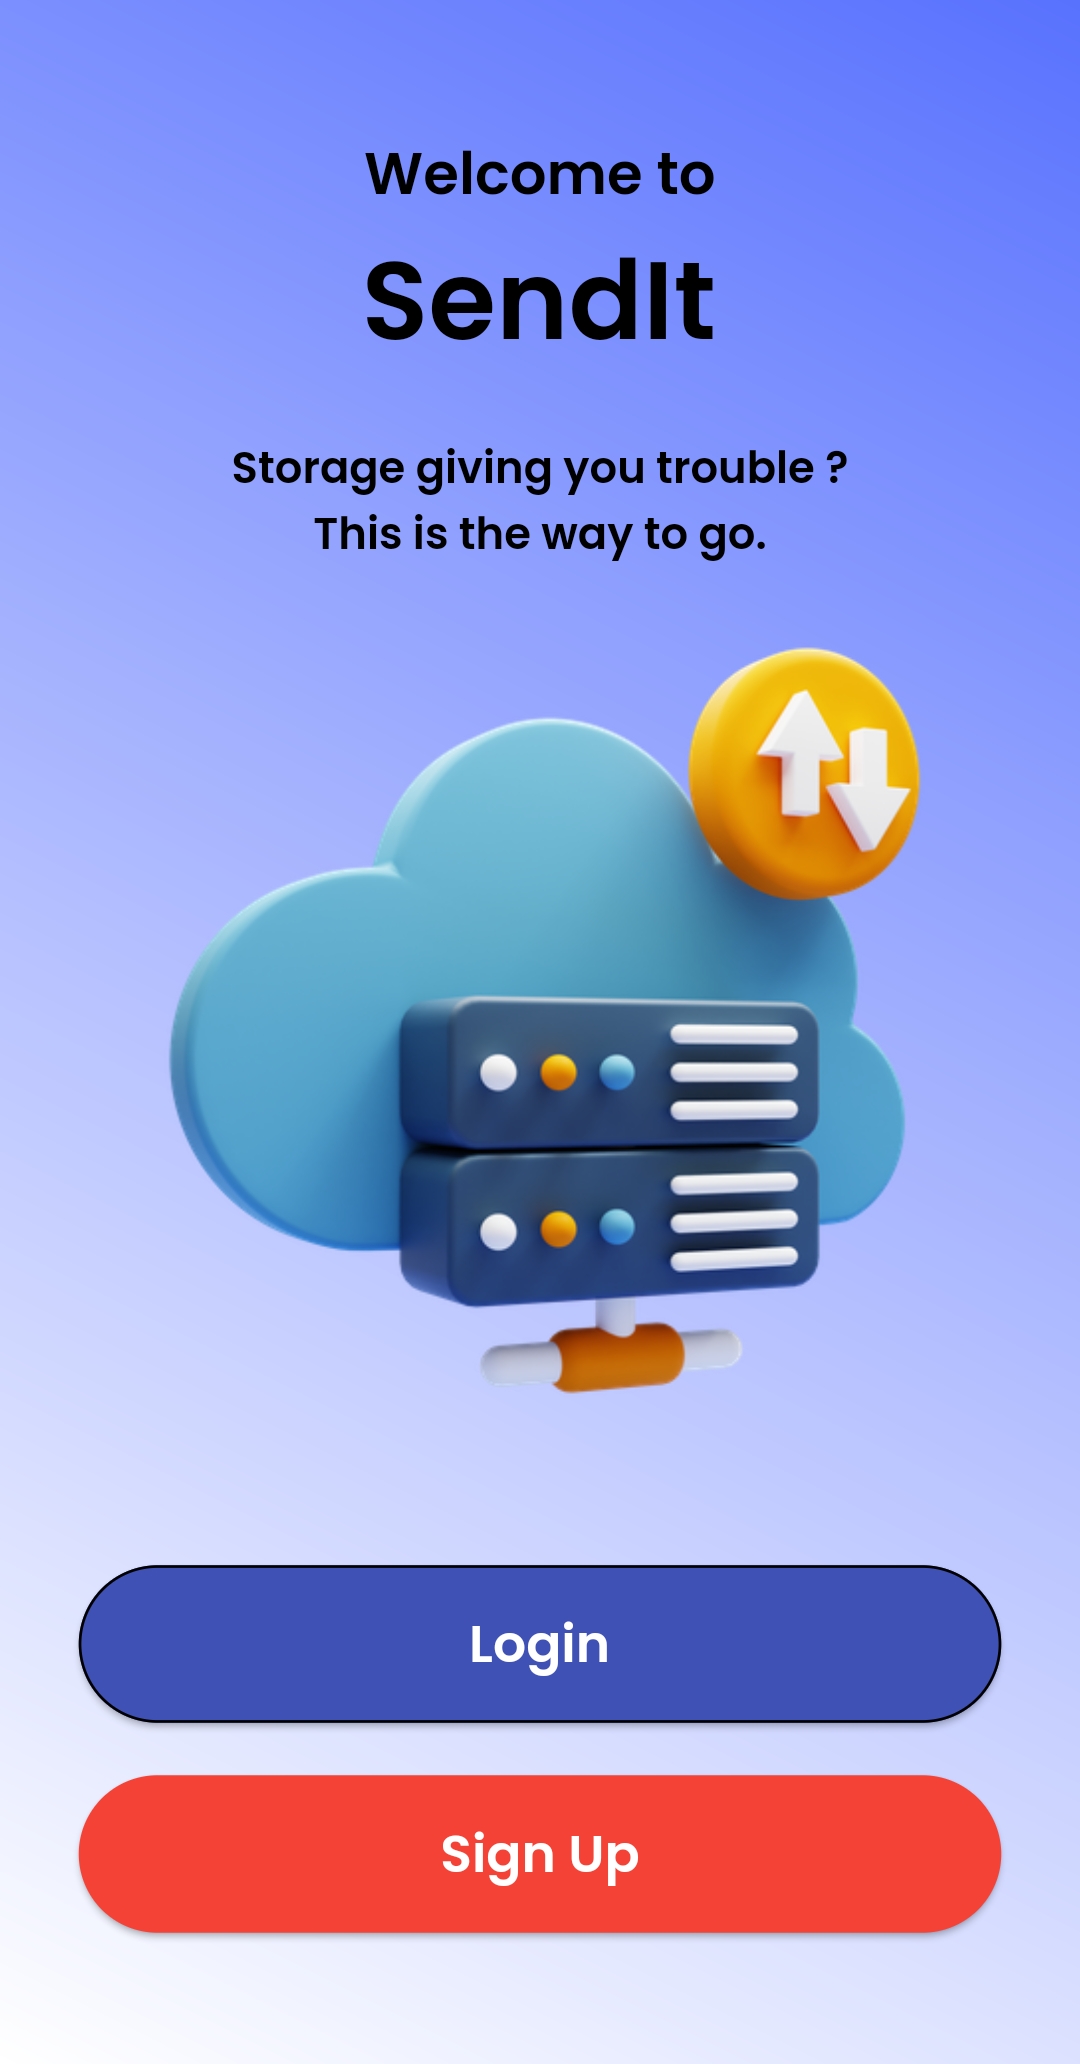 Welcome to
SendIt
Storage giving you trouble ?
This is the way to go.
Login
Sign Up